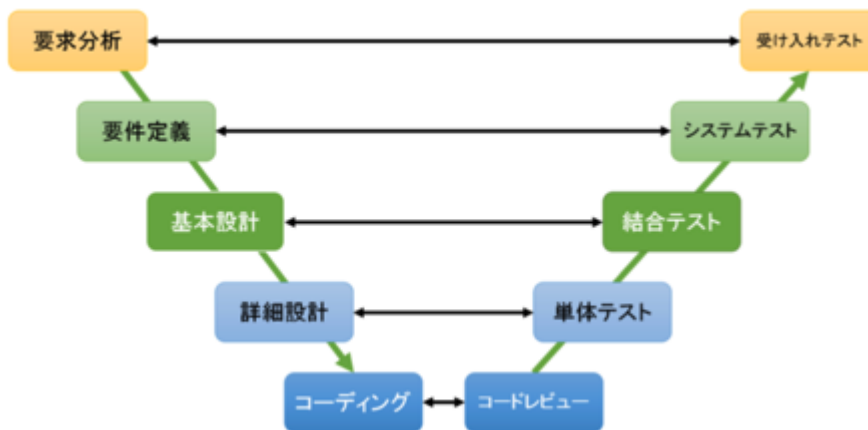 要求分析
受け入れテスト
要件定義
システムテスト
基本設計
結合テスト
詳細設計
単体テスト
コーディング
コードレビュー